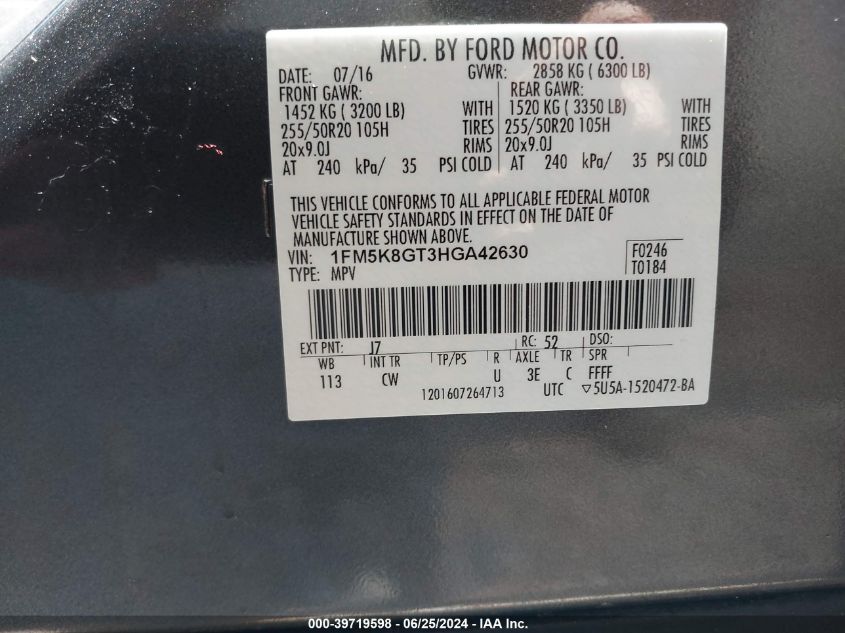 MFD. BY FORD MOTOR CO.
DATE: 07/16 GVWR: 2858 KG ( 6300 LB)
FRONT GAWR: REAR GAWR:
1452 KG ( 3200 LB) WITH 1520 KG ( 3350 LB) WITH
255/50R20 105H TIRES 255/50R20 105H TIRES
20x9.0J RIMS 20x9.0J RIMS
AT 240 kPa/ 35 PSI COLD AT 240 kPa/ 35 PSI COLD
THIS VEHICLE CONFORMS TO ALL APPLICABLE FEDERAL MOTOR
VEHICLE SAFETY STANDARDS IN EFFECT ON THE DATE OF
MANUFACTURE SHOWN ABOVE.
VIN: 1FM5K8GT3HGA42630 F0246
TYPE: MPV T0184
EXT PNT: J7 RC: 52 DSO:
WB INT TR TP/PS R AXLE TR SPR
113 CW U 3E C FFFF
1201607264713 UTC ▽5U5A-1520472-BA
000-39719598 - 06/25/2024 - IAA Inc.